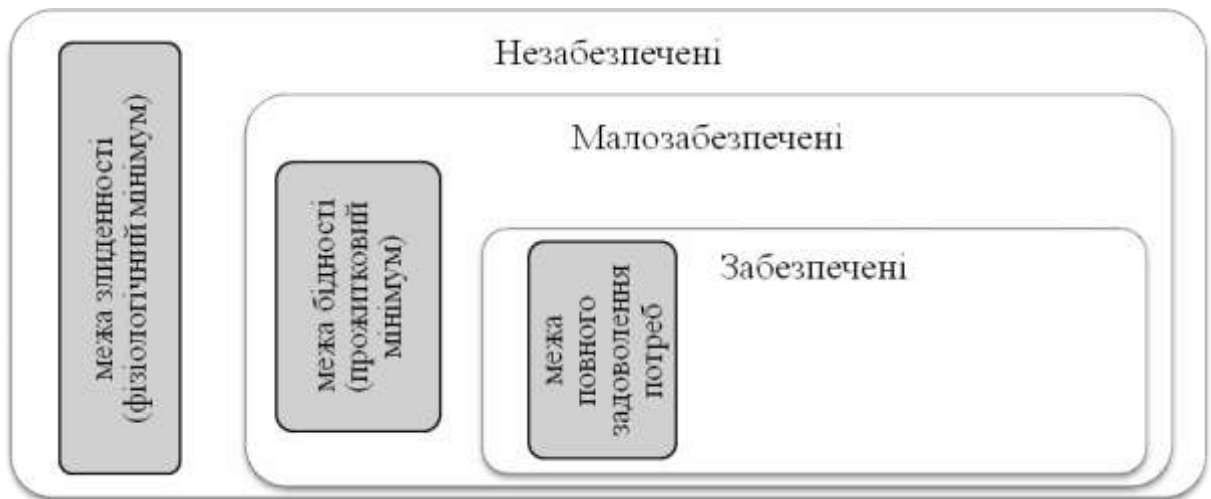 Незабезпечені
межа злиденності
(фізіологічний мінімум)
Малозабезпечені
межа бідності
(прожитковий
мінімум)
Забезпечені
межа
повного
задоволення
потреб